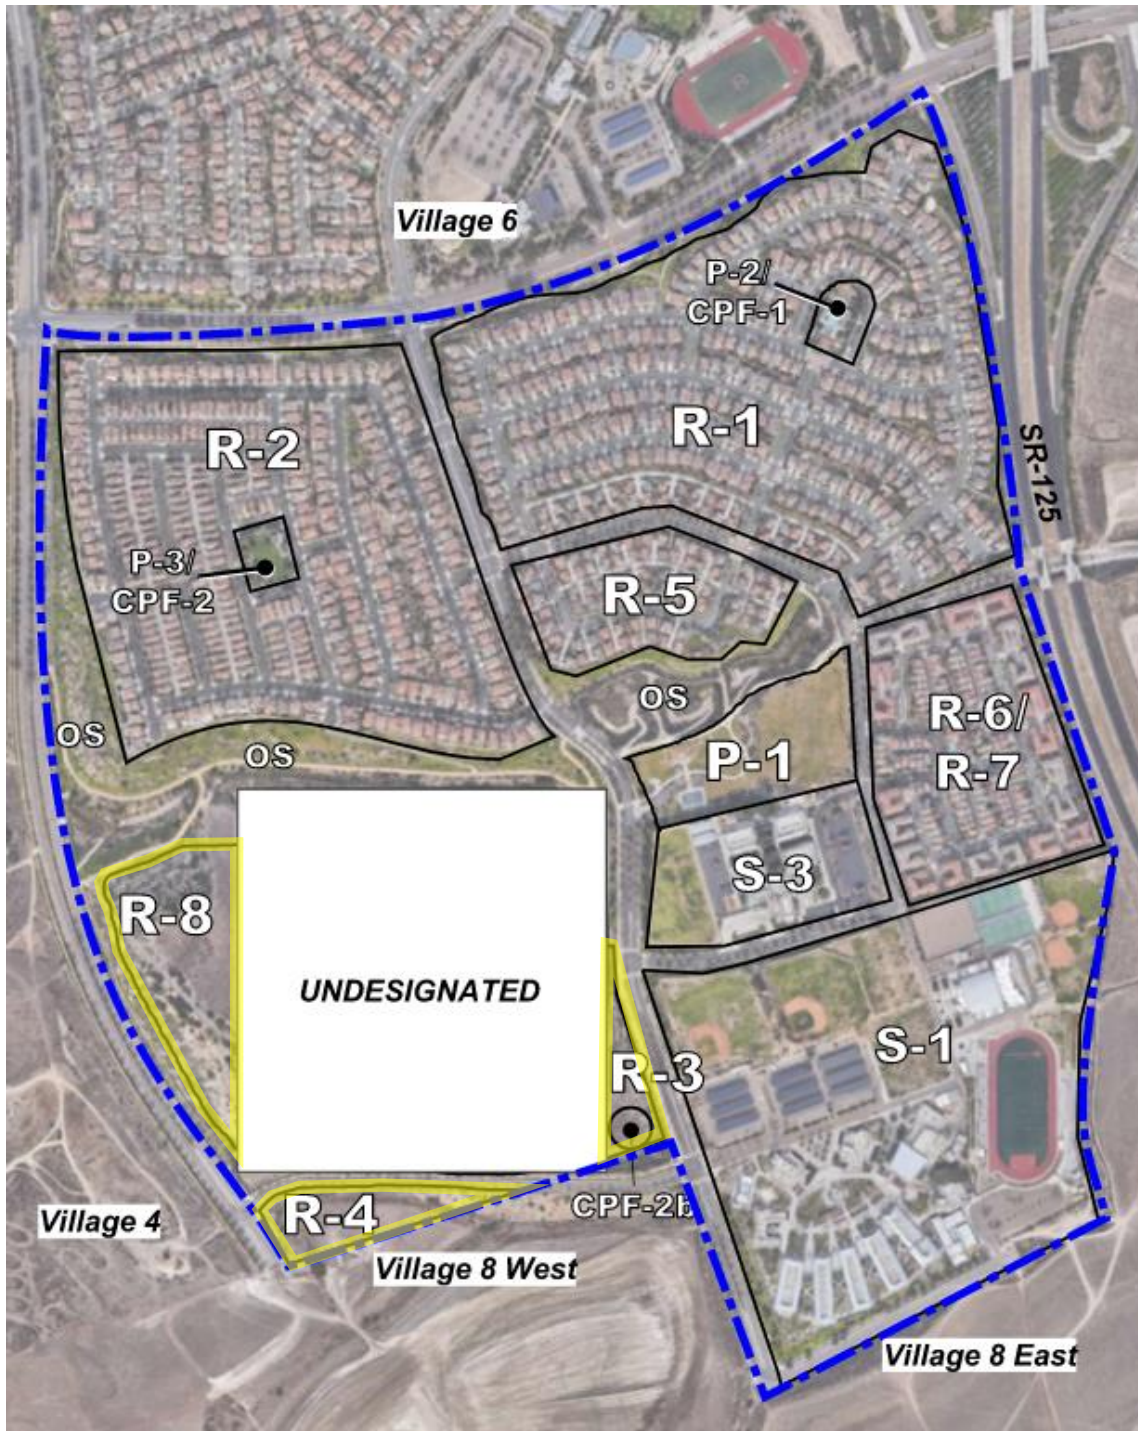 Village 6
P-2/
CPF-1
R-1
R-2
SR-125
P-3/
CPF-2
R-5
OS
R-6/
R-7
OS
OS
P-1
S-3
R-8
UNDESIGNATED
S-1
R-3
R-4
CPF-2b
Village 4
Village 8 West
Village 8 East